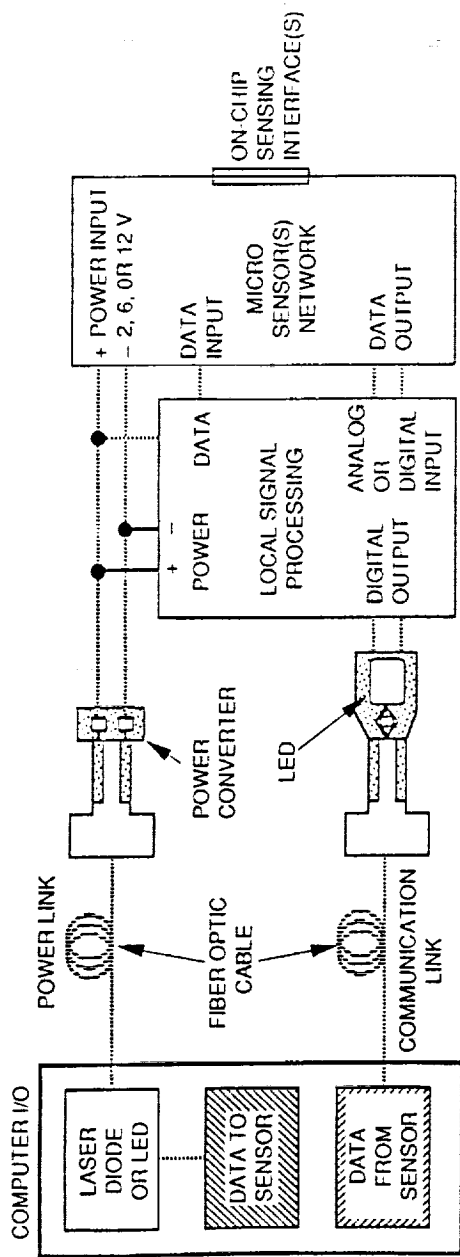 COMPUTER I/O
LASER
DIODE
OR LED
DATA TO
SENSOR
DATA
FROM
SENSOR
POWER LINK
FIBER OPTIC
CABLE
COMMUNICATION
LINK
POWER
CONVERTER
LED
+ –
POWER DATA
LOCAL SIGNAL
PROCESSING
DIGITAL
OUTPUT
ANALOG
OR
DIGITAL
INPUT
+ POWER INPUT
– 2, 6, OR 12 V
DATA
INPUT
MICRO
SENSOR(S)
NETWORK
DATA
OUTPUT
ON-CHIP
SENSING
INTERFACE(S)